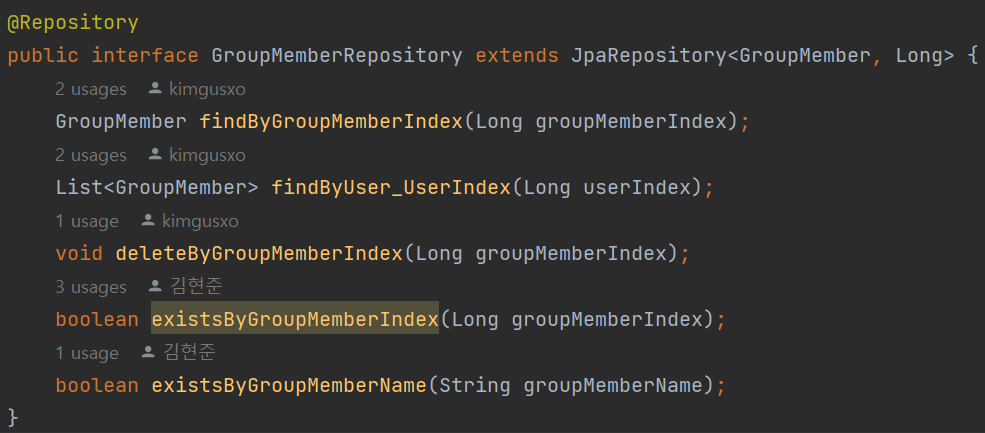 @Repository
public interface GroupMemberRepository extends JpaRepository<GroupMember, Long> {
2 usages kimgusxo
GroupMember findByGroupMemberIndex(Long groupMemberIndex);
2 usages kimgusxo
List<GroupMember> findByUser_UserIndex(Long userIndex);
1 usage kimgusxo
void deleteByGroupMemberIndex(Long groupMemberIndex);
3 usages 김현준
boolean existsByGroupMemberIndex(Long groupMemberIndex);
1 usage 김현준
boolean existsByGroupMemberName(String groupMemberName);
}